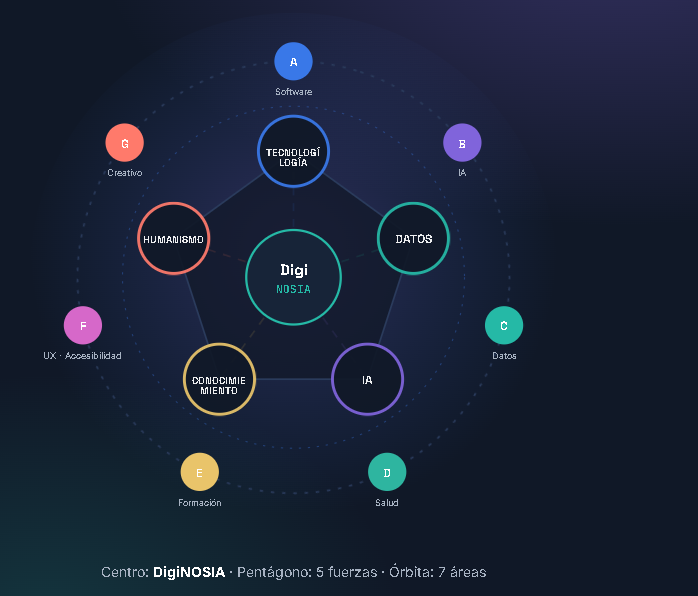 A
Software
G
Creativo
B
IA
TECNOLOGÍ
LOGÍA
HUMANISMO
DATOS
Digi
NOSIA
F
UX · Accesibilidad
C
Datos
CONOCIMIE
MIENTO
IA
E
Formación
D
Salud
Centro: DigiNOSIA · Pentágono: 5 fuerzas · Órbita: 7 áreas